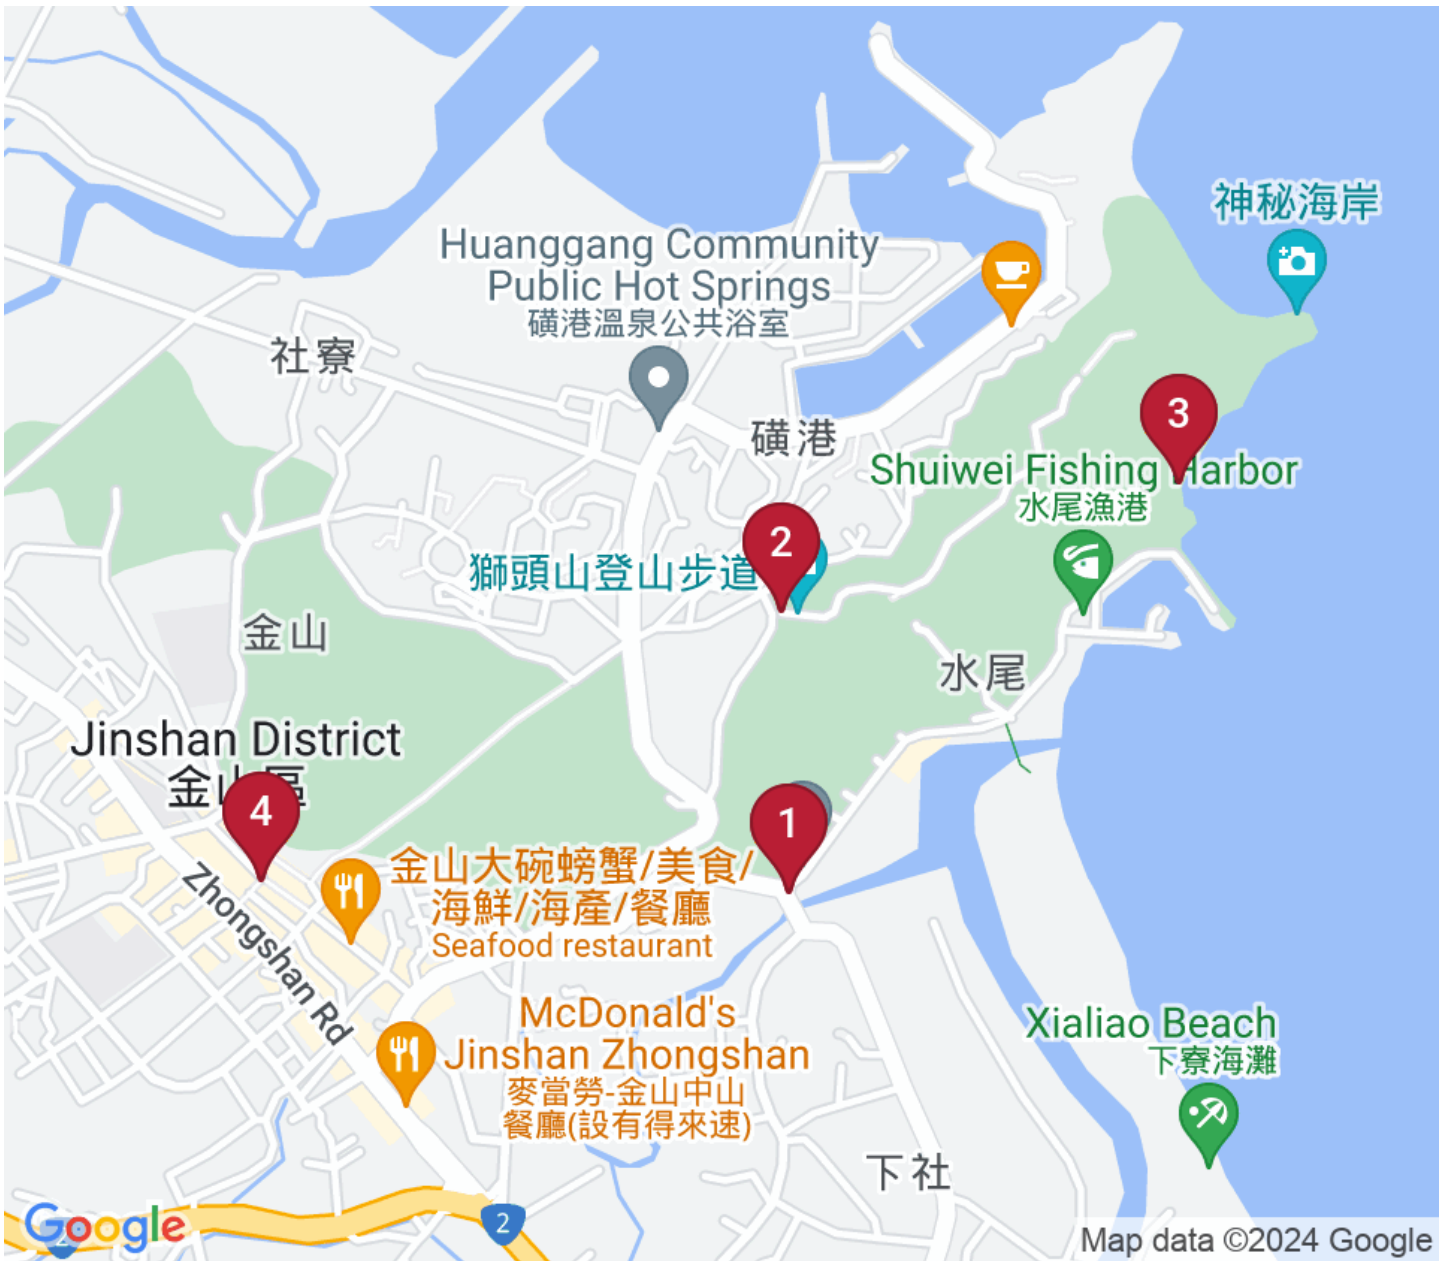 神秘海岸
Huanggang Community
Public Hot Springs
磺港溫泉公共浴室
社寮
磺港
3
Shuiwei Fishing Harbor
水尾漁港
2
獅頭山登山步道
金山
水尾
Jinshan District
金山區
4
1
金山大碗螃蟹/美食/
海鮮/海產/餐廳
Seafood restaurant
Zhongshan Rd
McDonald's
Jinshan Zhongshan
麥當勞-金山中山
餐廳(設有得來速)
Xialiao Beach
下寮海灘
下社
2
2
Google
Map data ©2024 Google